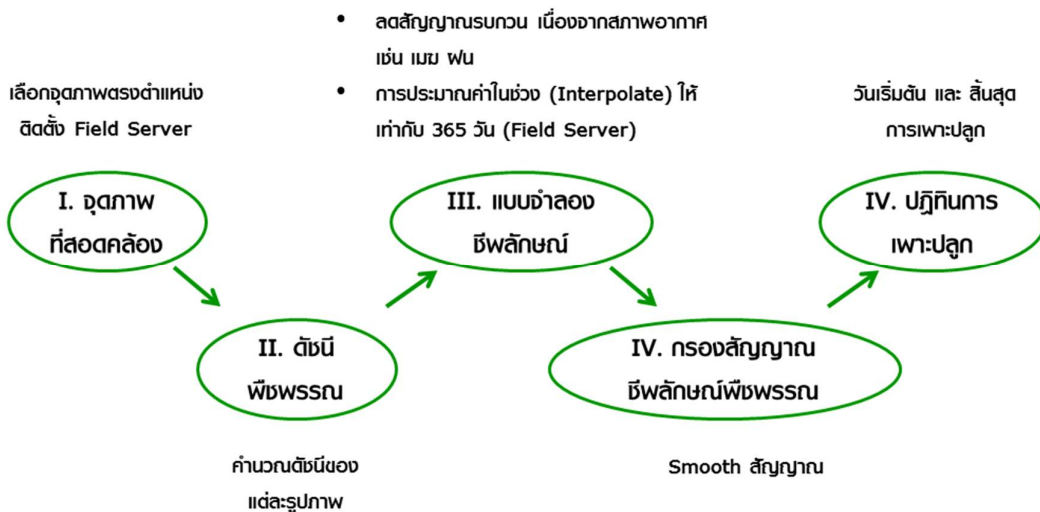 • ลดสัญญาณรบกวน เนื่องจากสภาพอากาศ
เช่น เมฆ ฝน
• การประมาณค่าในช่วง (Interpolate) ให้
เท่ากับ 365 วัน (Field Server)
เลือกจุดภาพตรงตำแหน่ง
ติดตั้ง Field Server
วันเริ่มต้น และ สิ้นสุด
การเพาะปลูก
I. จุดภาพ
ที่สอดคล้อง
III. แบบจำลอง
ชีพลักษณ์
IV. ปฏิทินการ
เพาะปลูก
II. ดัชนี
พืชพรรณ
IV. กรองสัญญาณ
ชีพลักษณ์พืชพรรณ
คำนวณดัชนีของ
แต่ละรูปภาพ
Smooth สัญญาณ